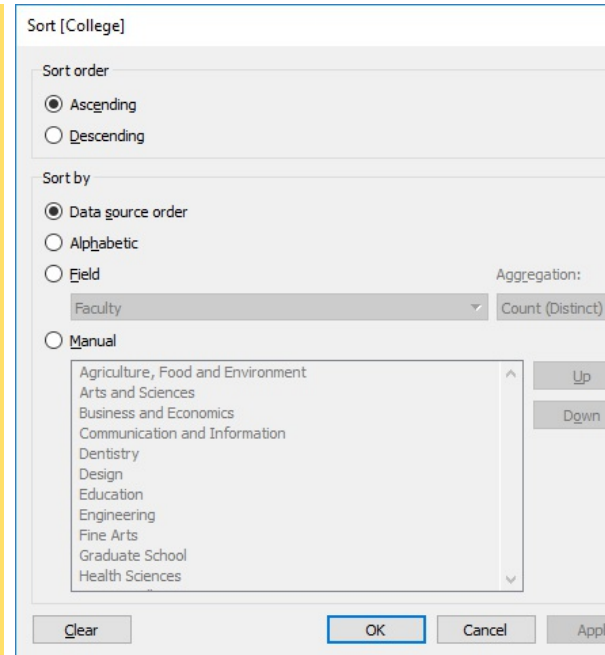 Sort [College]
Sort order
Ascending
Descending
Sort by
Data source order
Alphabetic
Field
Aggregation:
Faculty
Count (Distinct)
Manual
Agriculture, Food and Environment
Up
Arts and Sciences
Business and Economics
Down
Communication and Information
Dentistry
Design
Education
Engineering
Fine Arts
Graduate School
Health Sciences
Clear
OK
Cancel
Appl